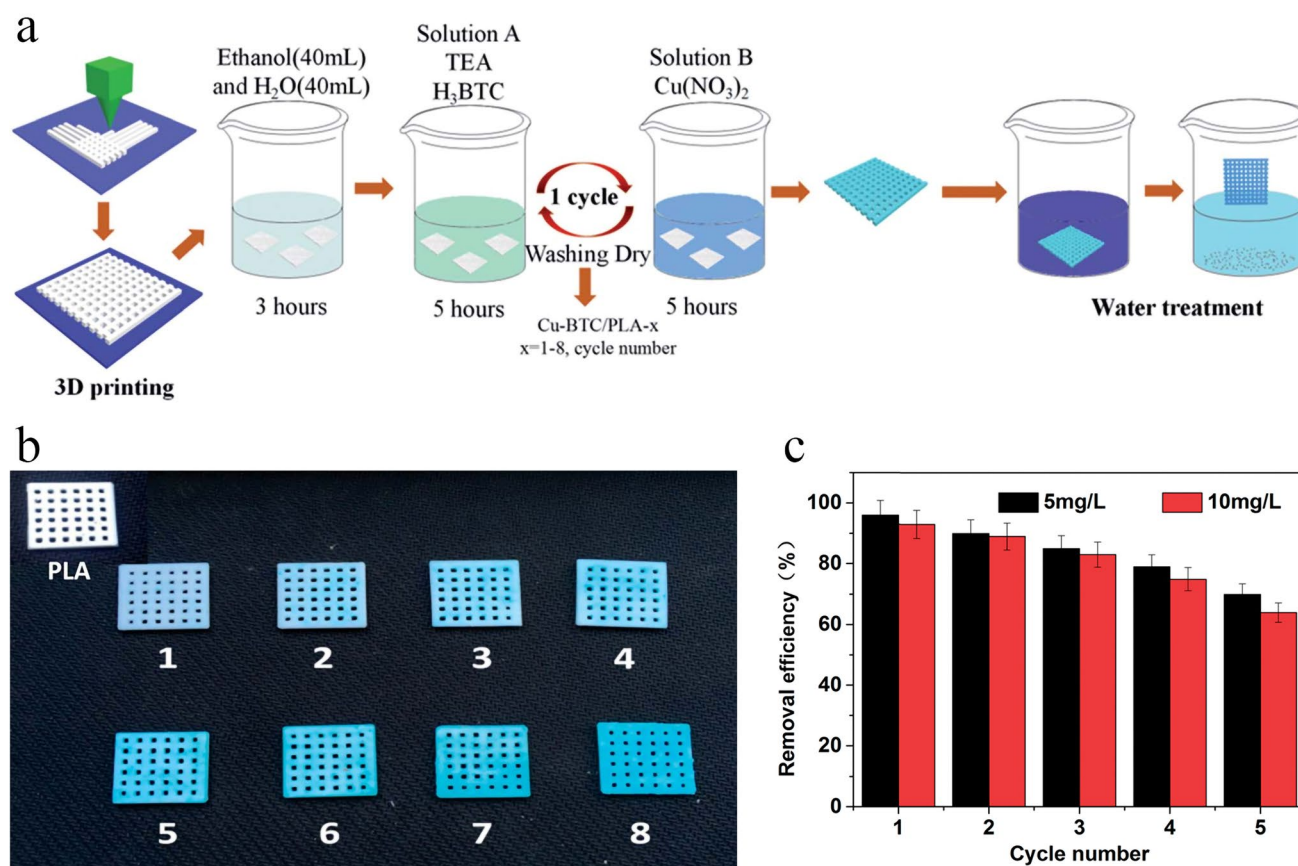 a
Ethanol(40mL)
and H₂O(40mL)
3 hours
Solution A
TEA
H₃BTC
5 hours
1 cycle
Washing Dry
Cu-BTC/PLA-x
x=1-8, cycle number
Solution B
Cu(NO₃)₂
5 hours
3D printing
Water treatment
b
PLA
1
2
3
4
5
6
7
8
c
Removal efficiency (%)
100
80
60
40
20
0
5mg/L
10mg/L
1
2
3
4
5
Cycle number